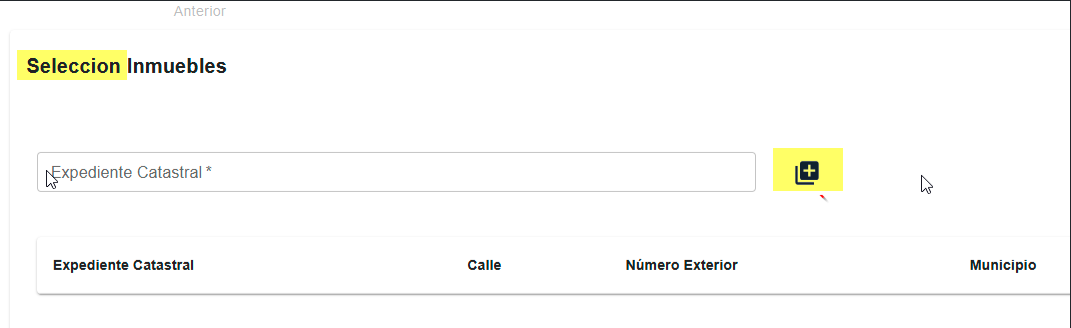 Anterior
Seleccion Inmuebles
Expediente Catastral *
Expediente Catastral Calle Número Exterior Municipio